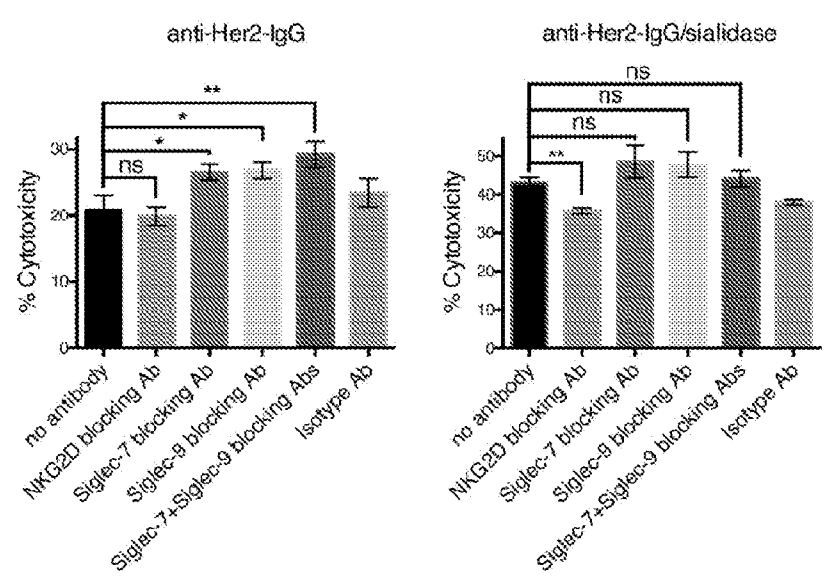 anti-Her2-IgG
**
*
*
ns
% Cytotoxicity
30
20
10
0
no antibody
NKG2D blocking Ab
Siglec-7 blocking Ab
Siglec-9 blocking Ab
Siglec-7+Siglec-9 blocking Abs
Isotype Ab
anti-Her2-IgG/sialidase
ns
ns
ns
**
% Cytotoxicity
50
40
30
20
10
0
no antibody
NKG2D blocking Ab
Siglec-7 blocking Ab
Siglec-9 blocking Ab
Siglec-7+Siglec-9 blocking Abs
Isotype Ab